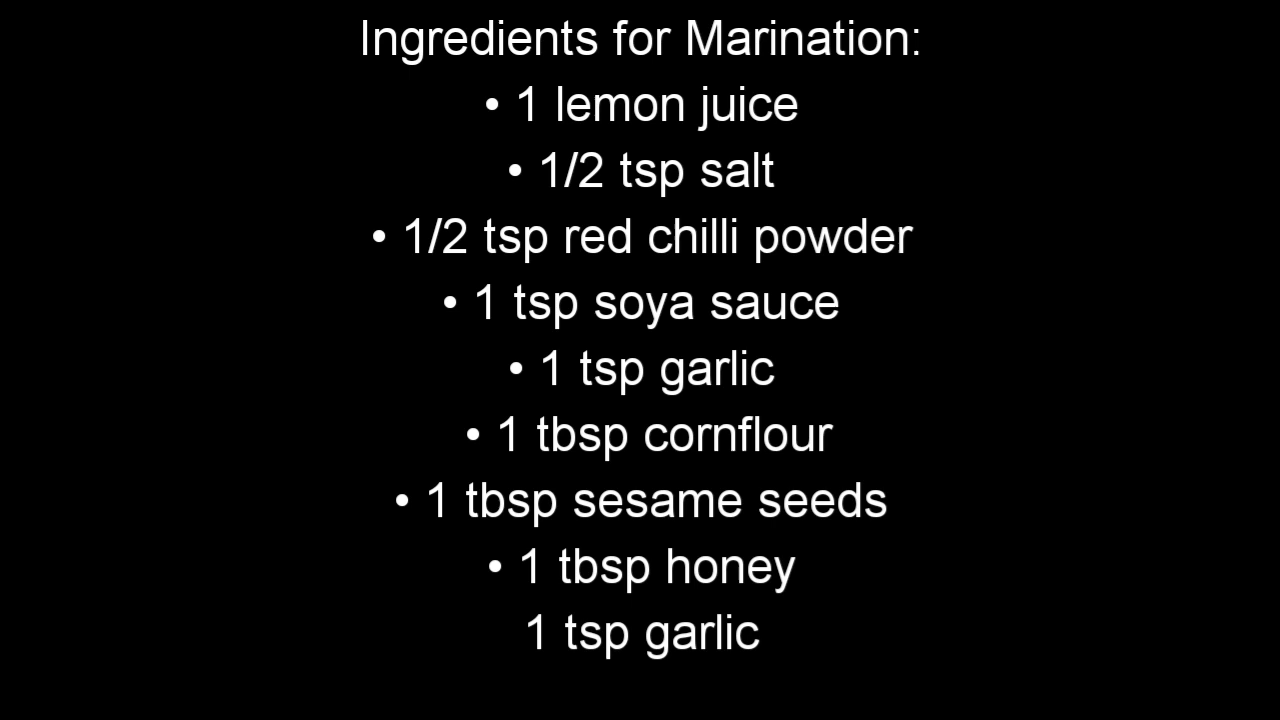 Ingredients for Marination:
• 1 lemon juice
• 1/2 tsp salt
• 1/2 tsp red chilli powder
• 1 tsp soya sauce
• 1 tsp garlic
• 1 tbsp cornflour
• 1 tbsp sesame seeds
• 1 tbsp honey
1 tsp garlic